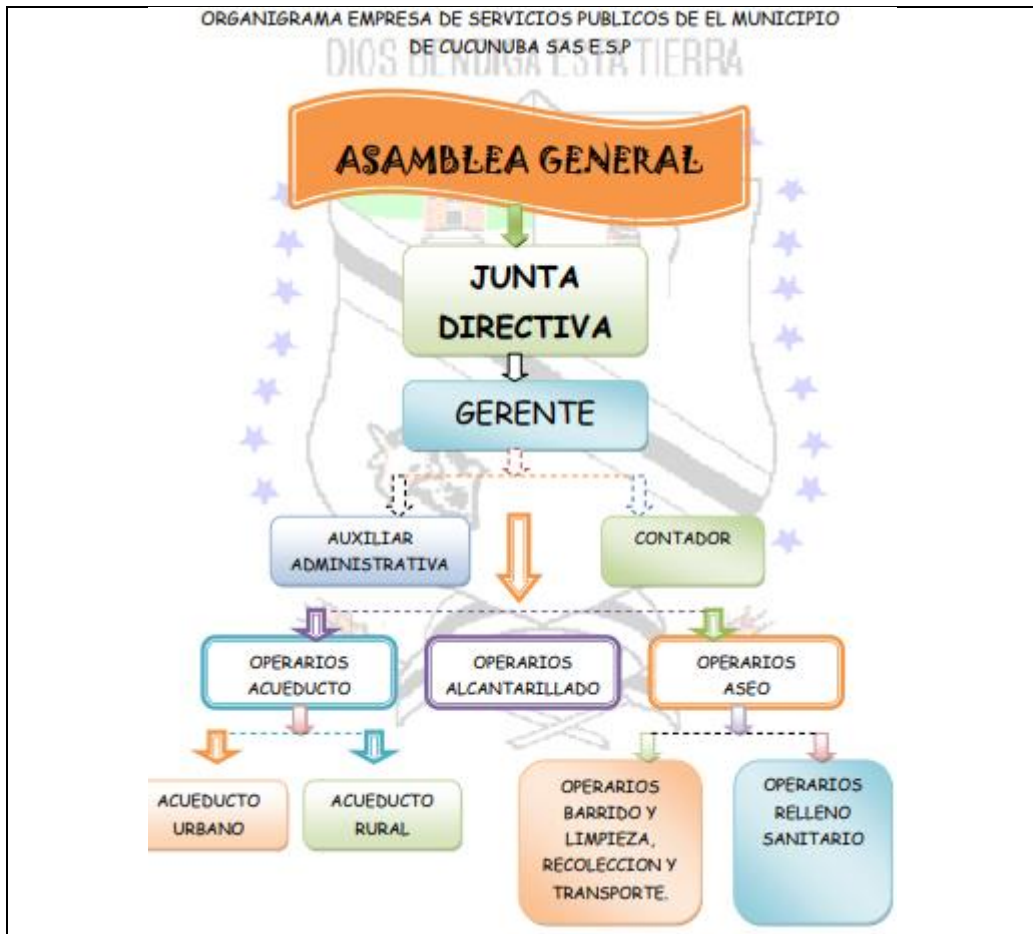 ORGANIGRAMA EMPRESA DE SERVICIOS PUBLICOS DE EL MUNICIPIO
DE CUCUNUBA SAS E.S.P
DIOS BENDIGA ESTA TIERRA
ASAMBLEA GENERAL
JUNTA
DIRECTIVA
GERENTE
AUXILIAR
ADMINISTRATIVA
CONTADOR
OPERARIOS
ACUEDUCTO
OPERARIOS
ALCANTARILLADO
OPERARIOS
ASEO
ACUEDUCTO
URBANO
ACUEDUCTO
RURAL
OPERARIOS
BARRIDO Y
LIMPIEZA,
RECOLECCION Y
TRANSPORTE.
OPERARIOS
RELLENO
SANITARIO